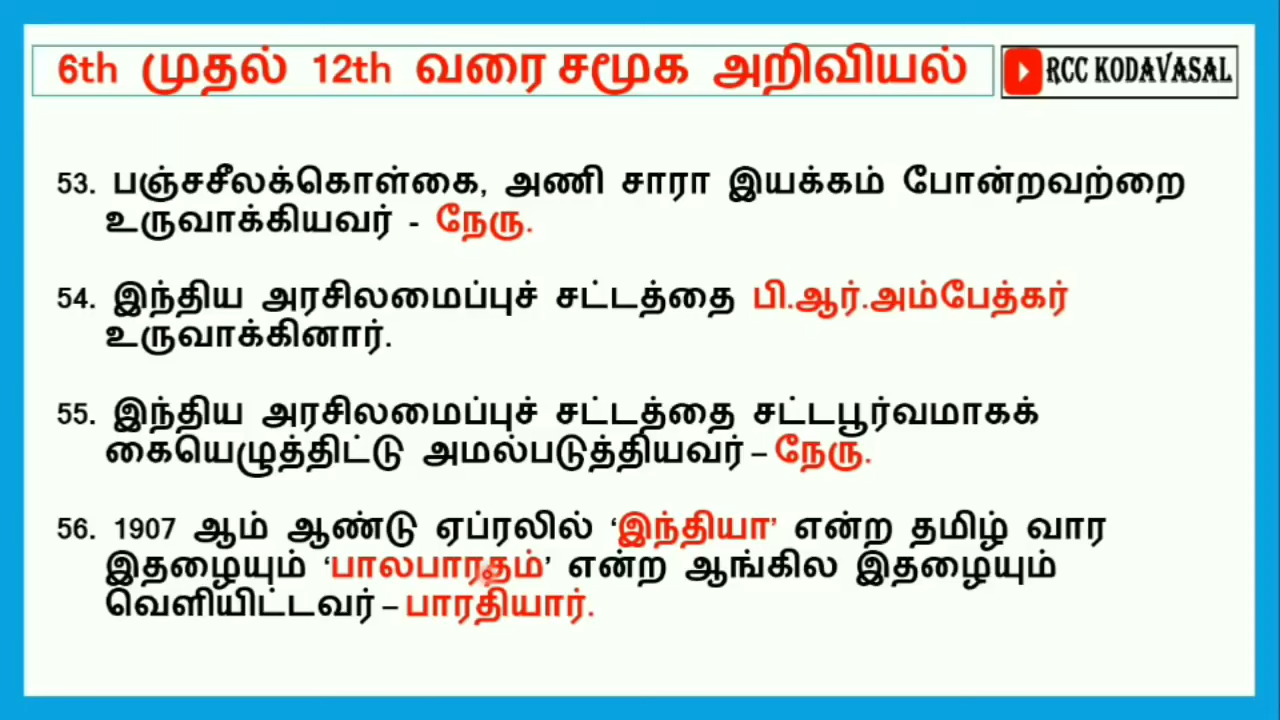 6th முதல் 12th வரை சமூக அறிவியல்
RCC KODAVASAL
53. பஞ்சசீலக்கொள்கை, அணி சாரா இயக்கம் போன்றவற்றை
உருவாக்கியவர் - நேரு.
54. இந்திய அரசிலமைப்புச் சட்டத்தை பி.ஆர்.அம்பேத்கர்
உருவாக்கினார்.
55. இந்திய அரசிலமைப்புச் சட்டத்தை சட்டபூர்வமாகக்
கையெழுத்திட்டு அமல்படுத்தியவர் – நேரு.
56. 1907 ஆம் ஆண்டு ஏப்ரலில் ‘இந்தியா’ என்ற தமிழ் வார
இதழையும் ‘பாலபாரதம்’ என்ற ஆங்கில இதழையும்
வெளியிட்டவர் – பாரதியார்.